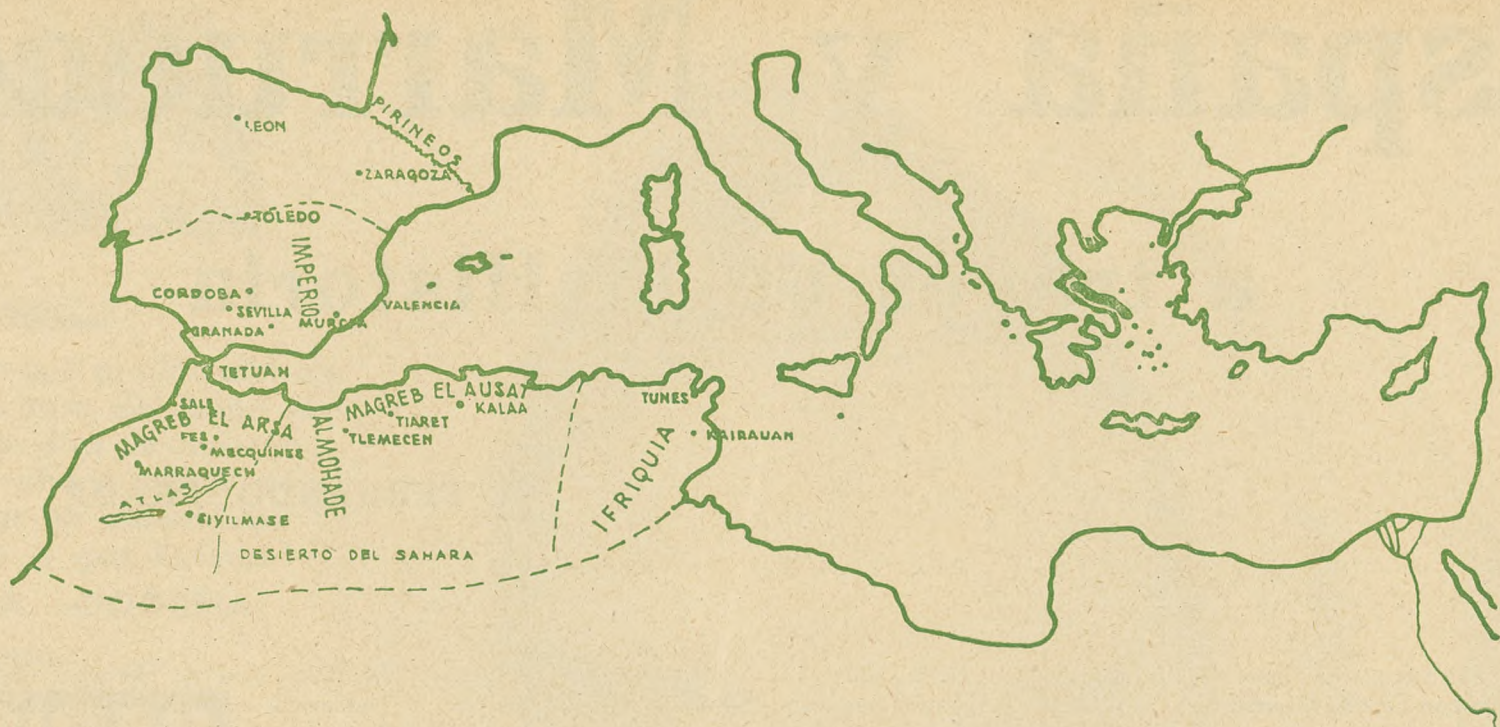 PIRINEOS
LEON
ZARAGOZA
TOLEDO
IMPERIO
CORDOBA
SEVILLA
VALENCIA
GRANADA
MURCIA
TETUAN
MAGREB EL AUSAT
KALAA
TUNES
SALE
MAGREB EL ARSA
ALMOHADE
TIARET
FES
TLEMECEN
KAIRAUAN
MECQUINES
MARRAQUECH
ATLAS
IFRIQUIA
SIYILMASE
DESIERTO DEL SAHARA